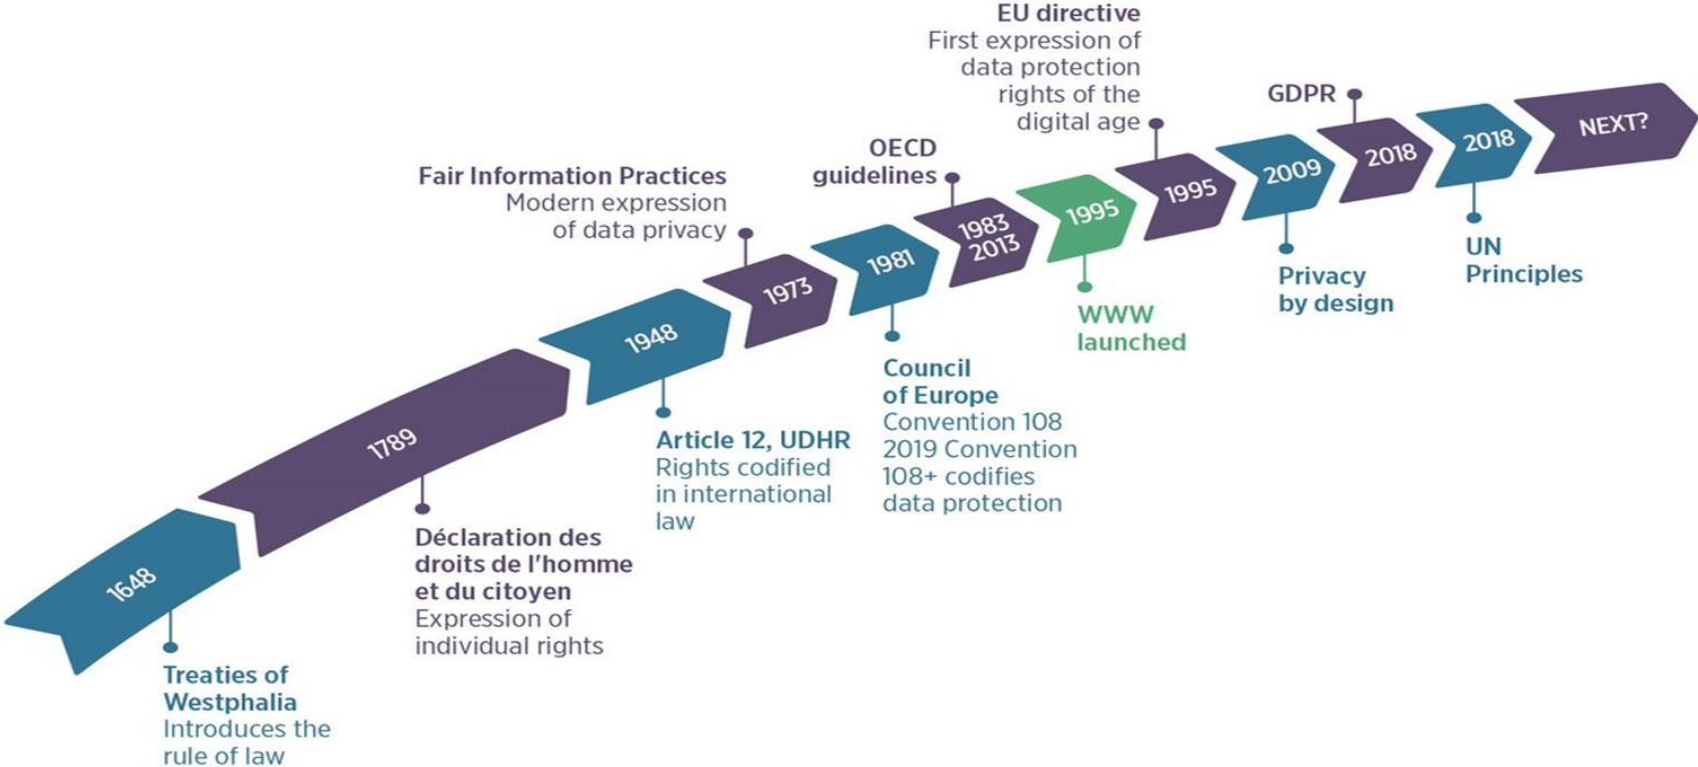 1648
Treaties of
Westphalia
Introduces the
rule of law
1789
Déclaration des
droits de l'homme
et du citoyen
Expression of
individual rights
1948
Article 12, UDHR
Rights codified
in international
law
Fair Information Practices
Modern expression
of data privacy
1973
1981
Council
of Europe
Convention 108
2019 Convention
108+ codifies
data protection
OECD
guidelines
1983
2013
1995
WWW
launched
EU directive
First expression of
data protection
rights of the
digital age
1995
2009
Privacy
by design
GDPR
2018
2018
UN
Principles
NEXT?